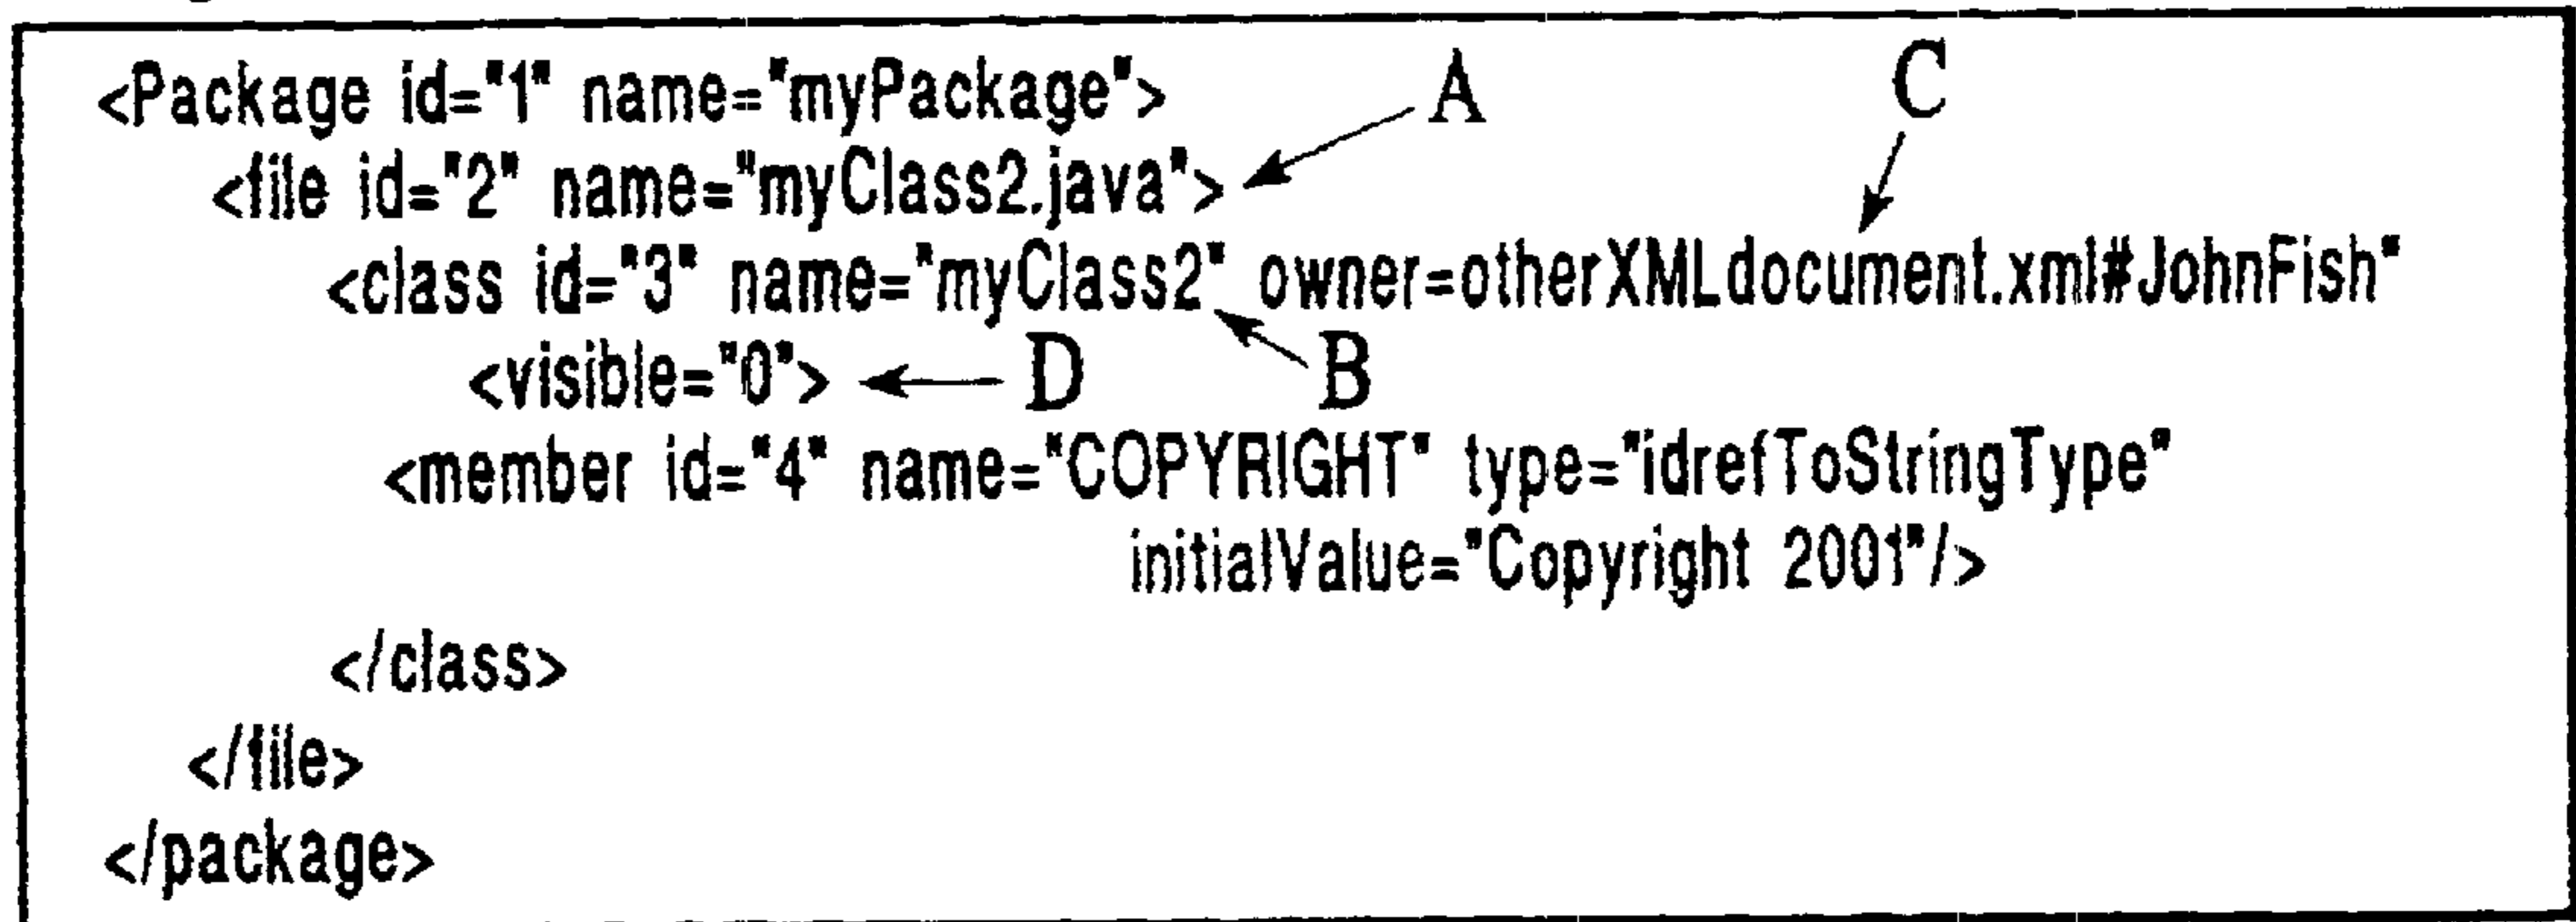 <Package id="1" name="myPackage"> A C
<file id="2" name="myClass2.java">
<class id="3" name="myClass2" owner=otherXMLdocument.xml#JohnFish"
<visible="0"> D B
<member id="4" name="COPYRIGHT" type="idrefToStringType"
initialValue="Copyright 2001"/>
</class>
</file>
</package>